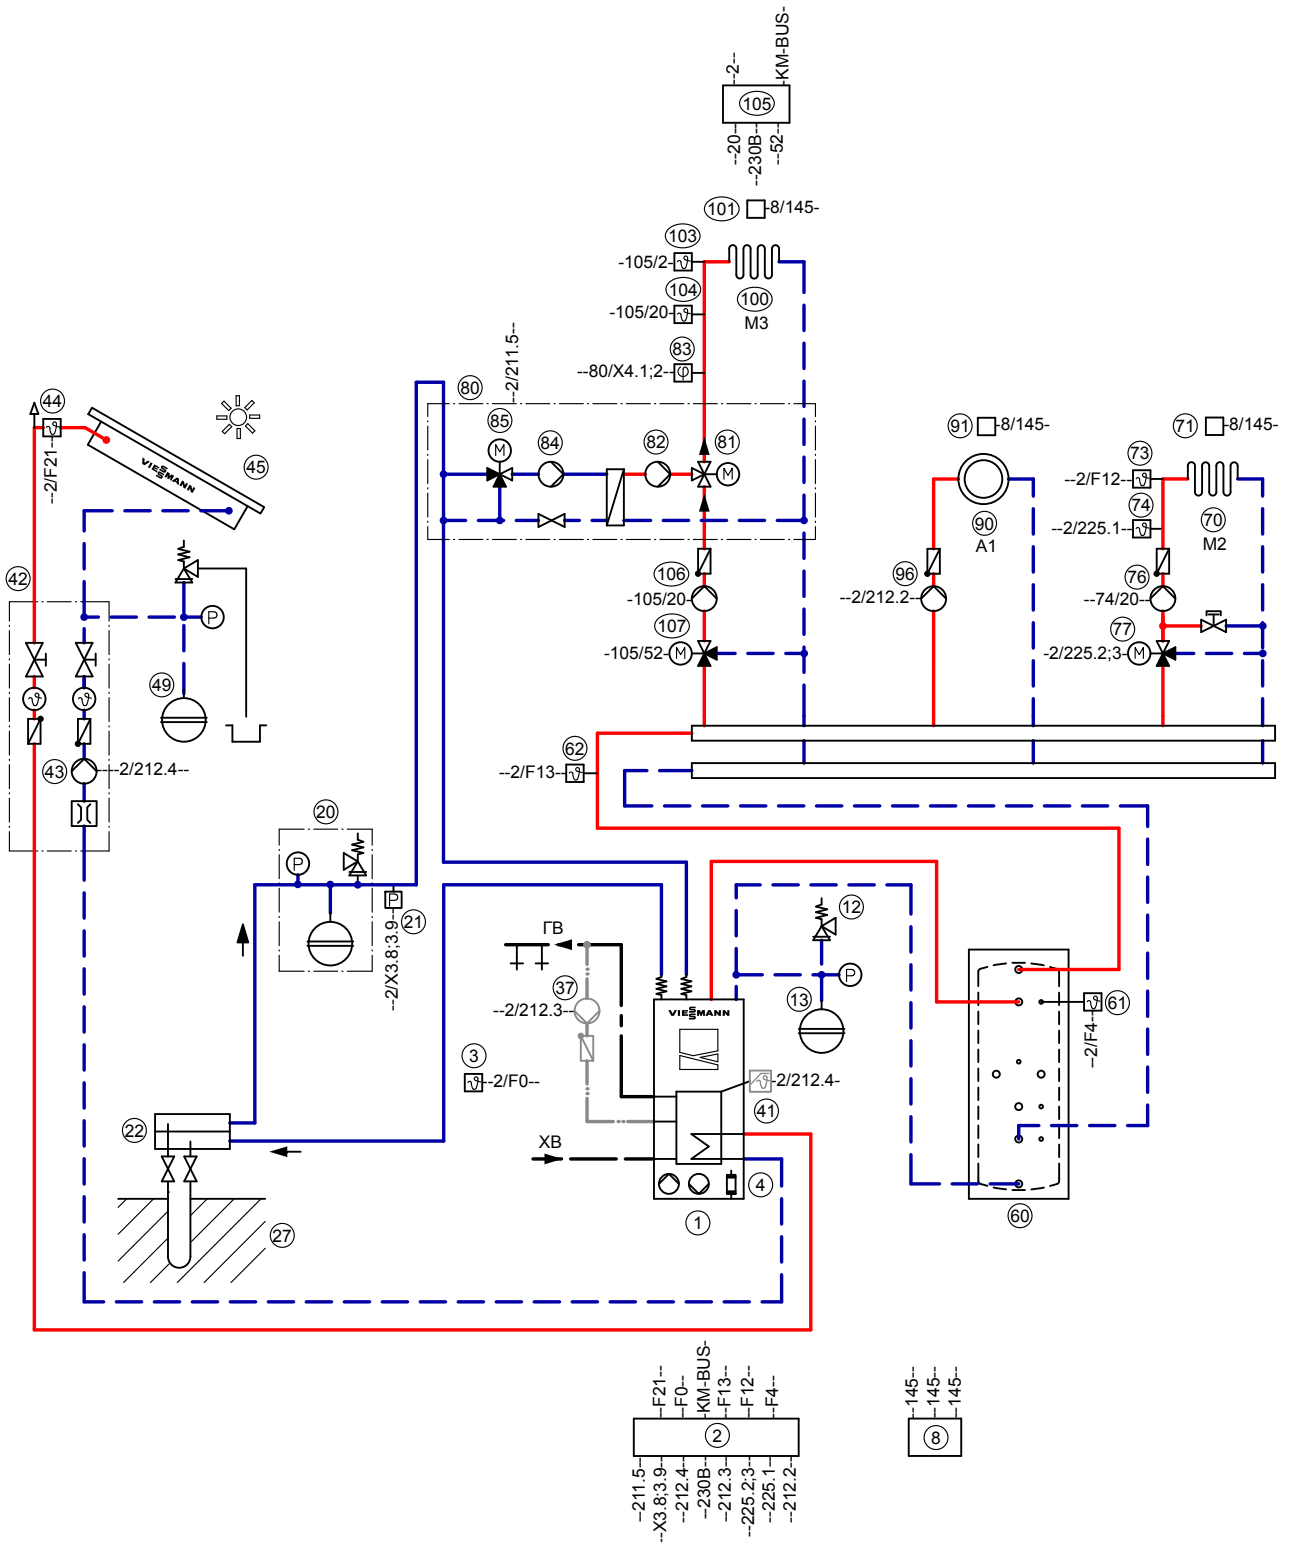 --2--
KM-BUS-
105
--20--
--230В--
--52--
101
-8/145-
103
-105/2-
ϑ
100
M3
104
-105/20-
ϑ
83
--80/X4.1;2--
φ
--2/211.5--
80
85
M
84
82
81
M
44
ϑ
--2/F21--
45
VIESSMANN
91
-8/145-
71
-8/145-
73
--2/F12--
ϑ
74
--2/225.1--
ϑ
90
A1
70
M2
42
P
106
-105/20-
96
--2/212.2--
76
--74/20--
107
-105/52-
M
77
-2/225.2;3-
M
49
ϑ
ϑ
43
----2/212.4--
62
--2/F13--
ϑ
20
P
P
21
--2/X3.8;3.9--
12
P
13
ГВ
37
--2/212.3--
VIESSMANN
61
ϑ
--2/F4--
3
ϑ
--2/F0--
ϑ
-2/212.4-
41
22
ХВ
4
1
60
27
--F21--
--F0--
--KM-BUS-
--F13--
--F12--
--F4--
2
--211.5--
--X3.8;3.9--
--212.4--
--230В--
--212.3--
--225.2;3--
--225.1--
--212.2--
--145--
--145--
--145--
8